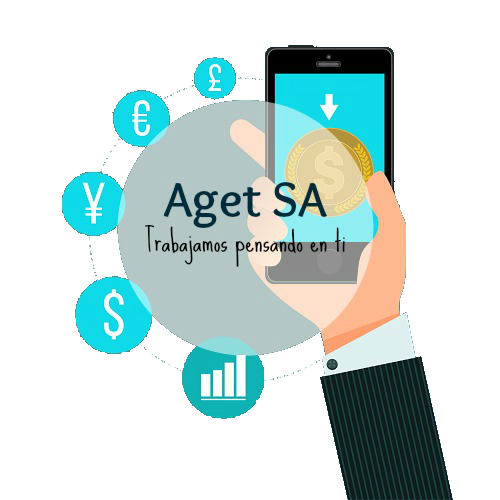 £
€
¥
$
$
Aget SA
Trabajamos pensando en ti